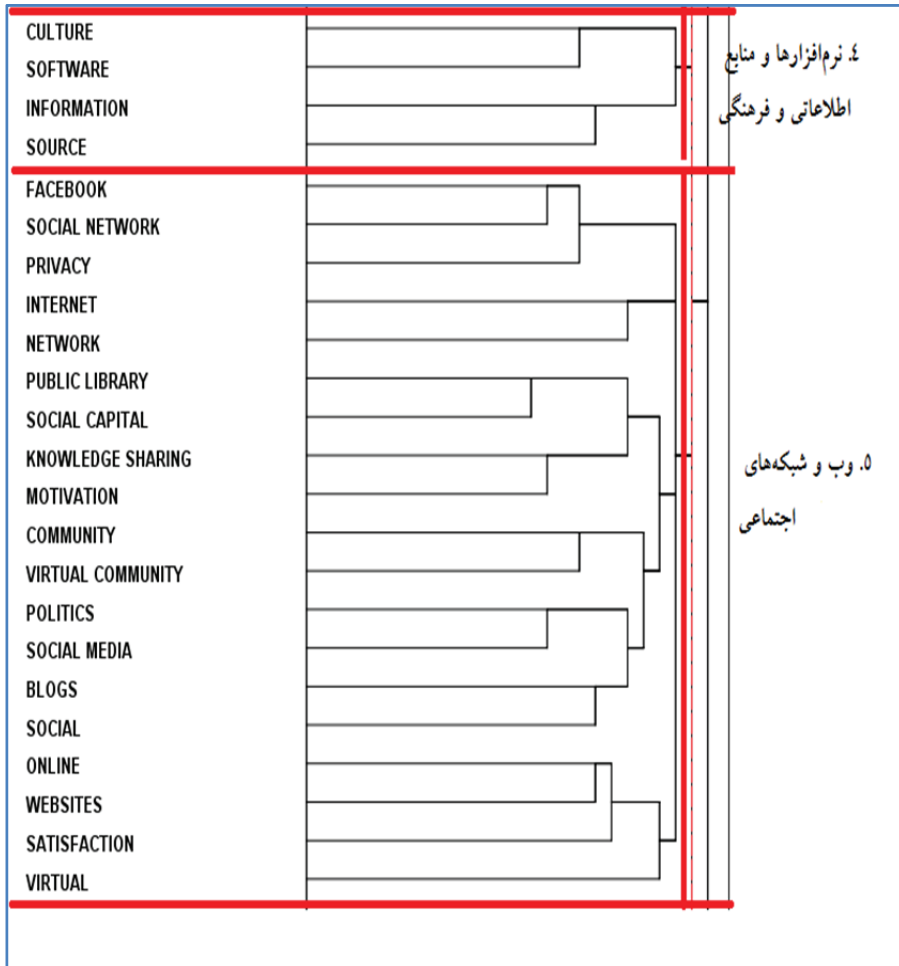 CULTURE
SOFTWARE
INFORMATION
SOURCE
٤. نرم‌افزارها و منابع
اطلاعاتی و فرهنگی
FACEBOOK
SOCIAL NETWORK
PRIVACY
INTERNET
NETWORK
PUBLIC LIBRARY
SOCIAL CAPITAL
KNOWLEDGE SHARING
MOTIVATION
COMMUNITY
VIRTUAL COMMUNITY
POLITICS
SOCIAL MEDIA
BLOGS
SOCIAL
ONLINE
WEBSITES
SATISFACTION
VIRTUAL
٥. وب و شبکه‌های
اجتماعی